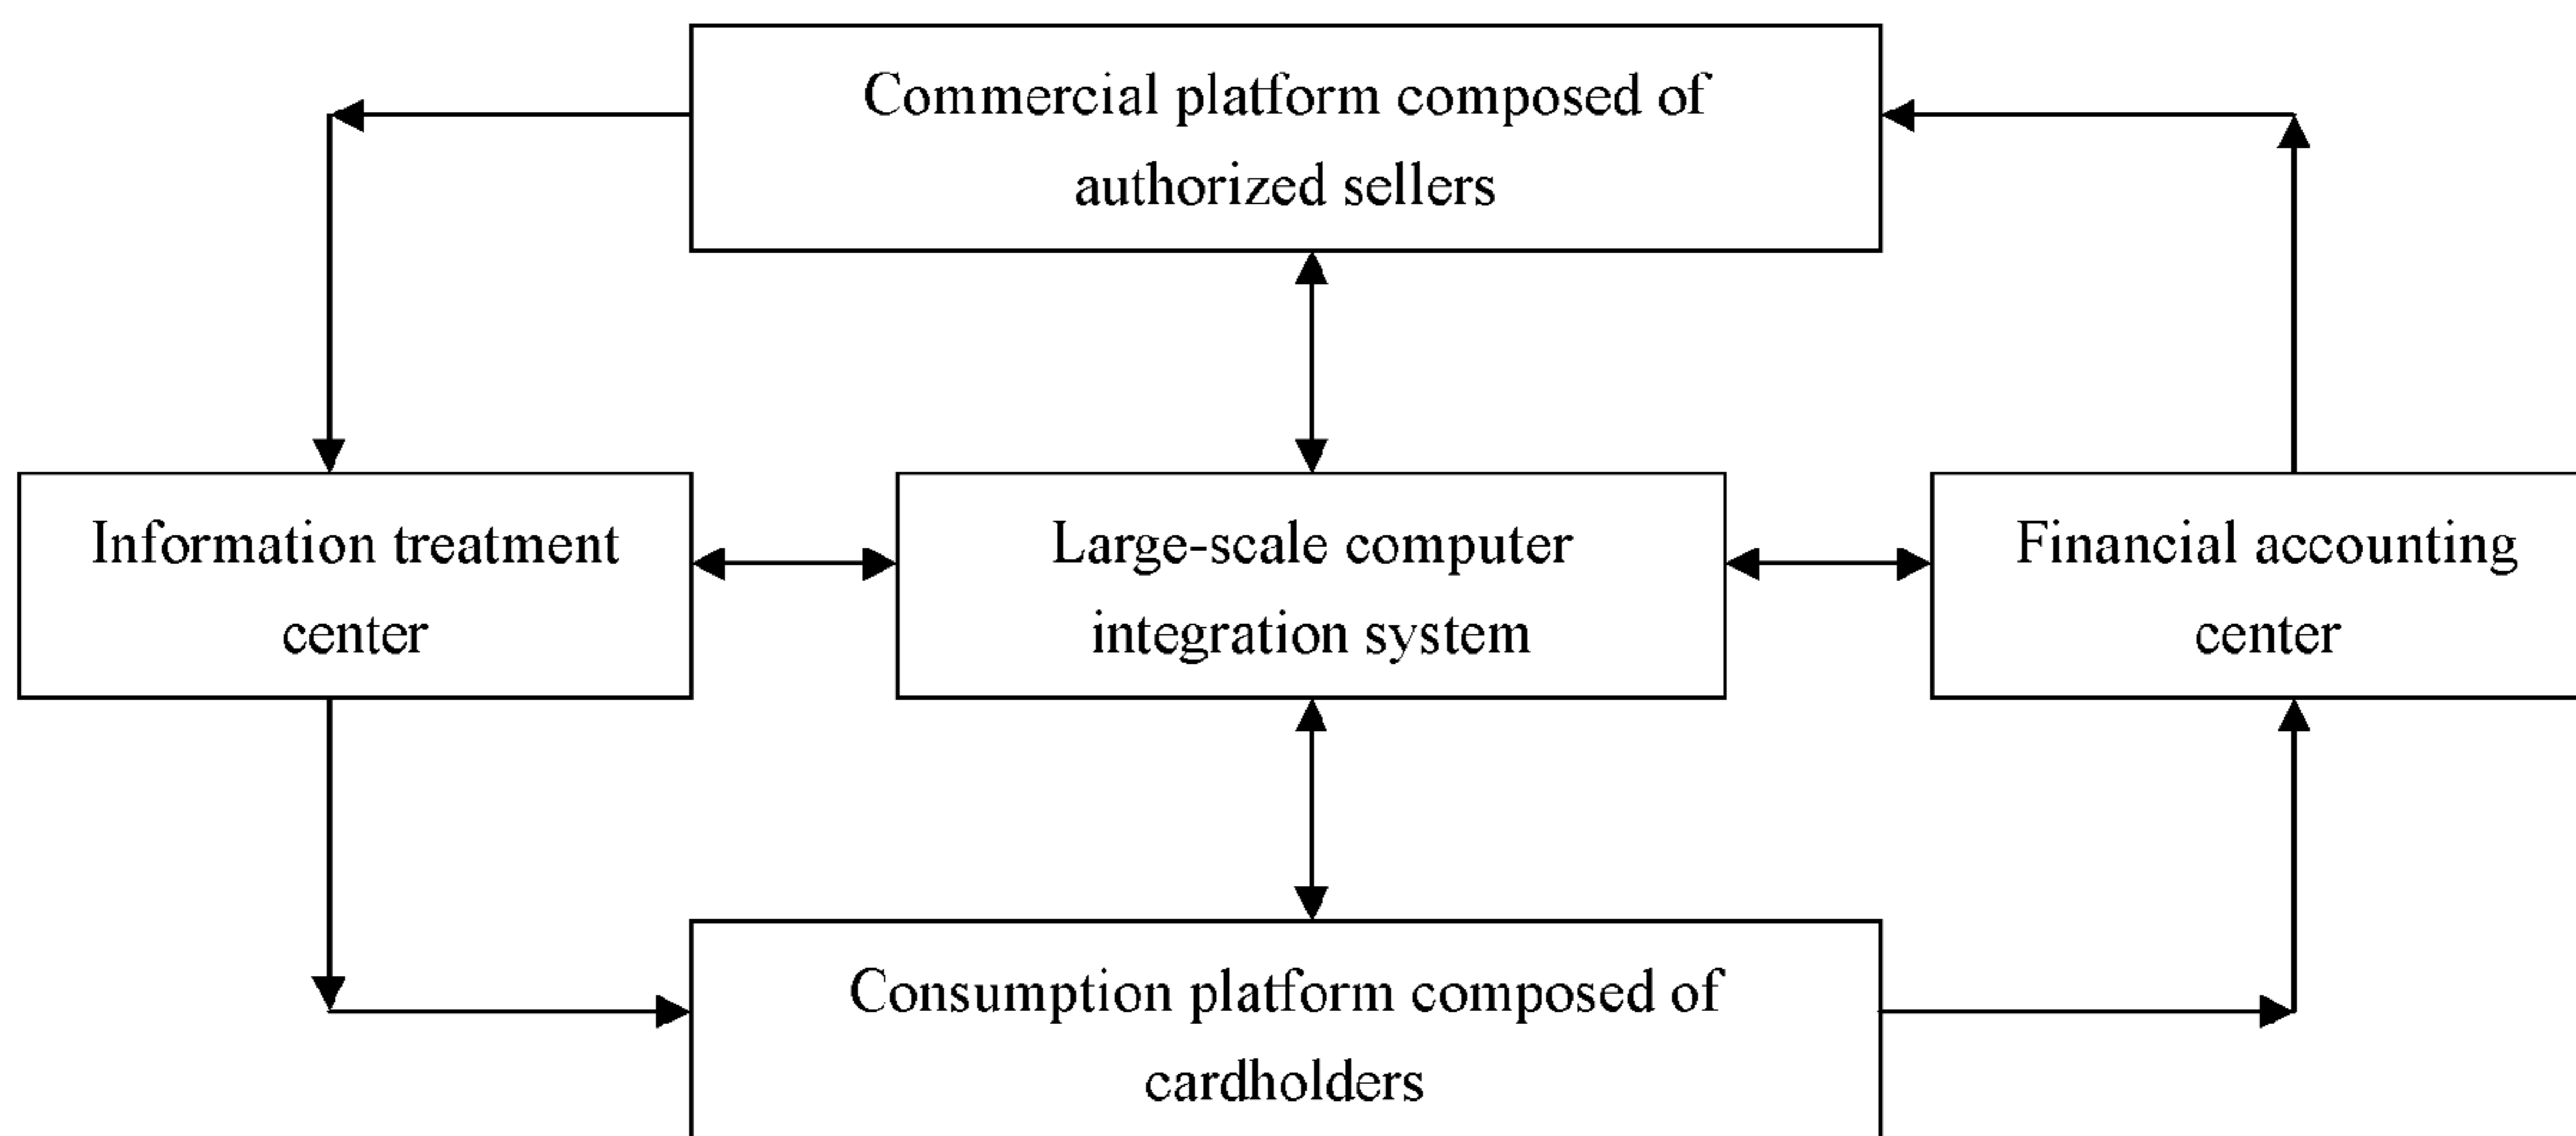 Commercial platform composed of
authorized sellers
Information treatment
center
Large-scale computer
integration system
Financial accounting
center
Consumption platform composed of
cardholders